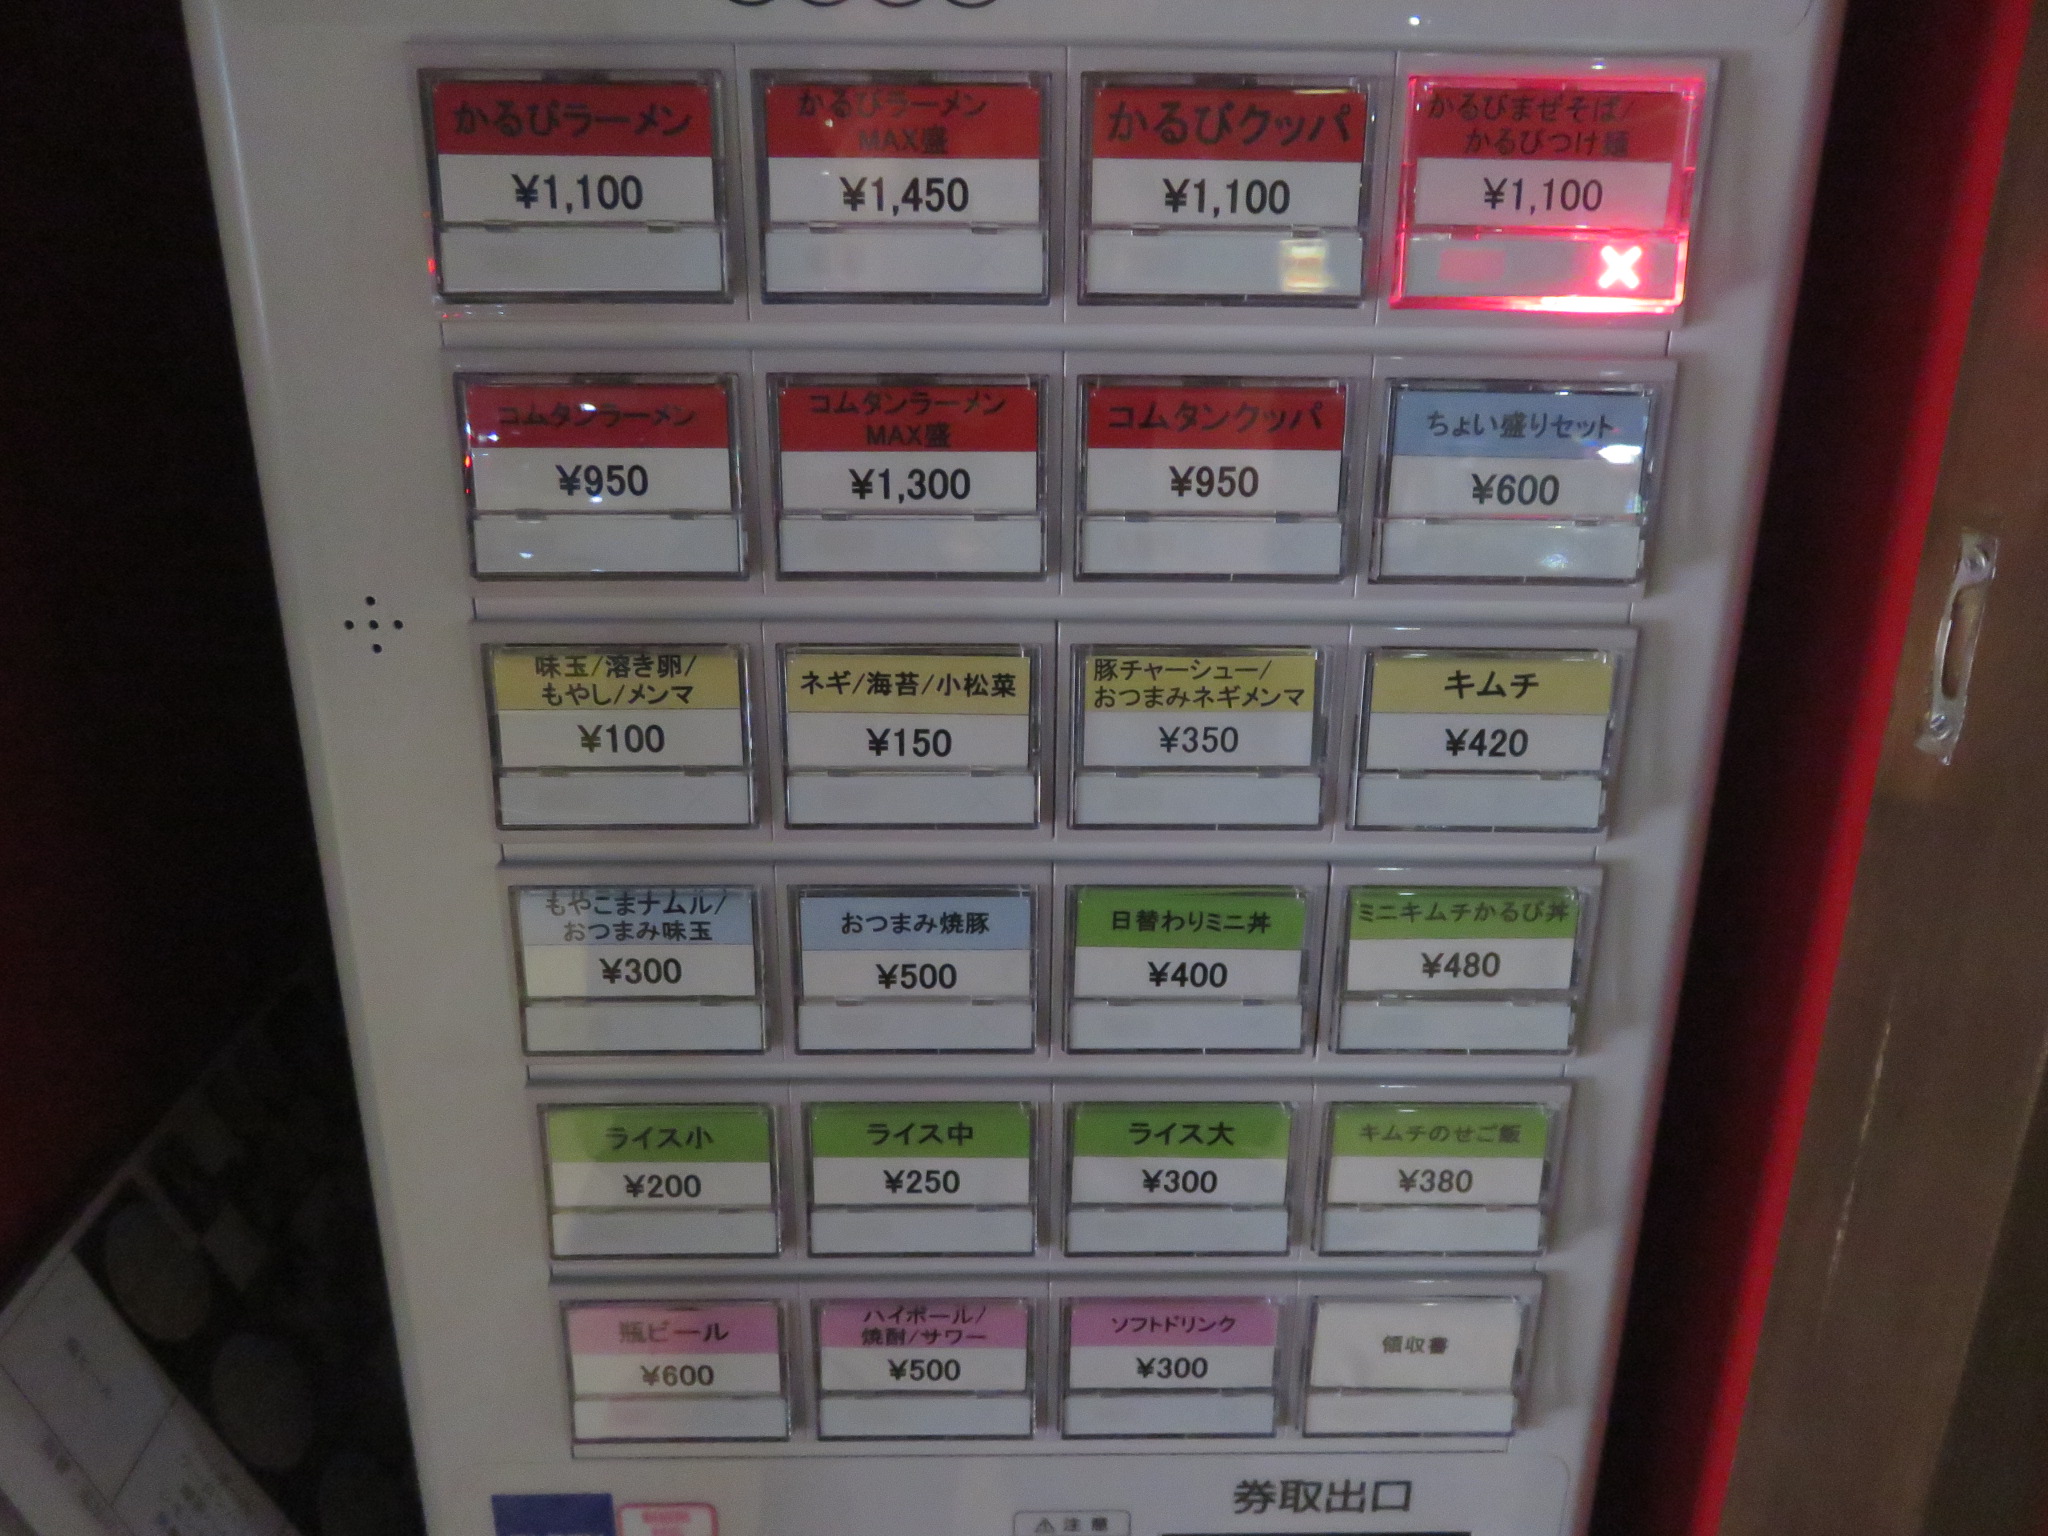 かるびラーメン
¥1,100
かるびラーメン
MAX盛
¥1,450
かるびクッパ
¥1,100
かるびまぜそば/
かるびつけ麺
¥1,100
×
コムタンラーメン
¥950
コムタンラーメン
MAX盛
¥1,300
コムタンクッパ
¥950
ちょい盛りセット
¥600
味玉/溶き卵/
もやし/メンマ
¥100
ネギ/海苔/小松菜
¥150
豚チャーシュー/
おつまみネギメンマ
¥350
キムチ
¥420
もやこまナムル/
おつまみ味玉
¥300
おつまみ焼豚
¥500
日替わりミニ丼
¥400
ミニキムチかるび丼
¥480
ライス小
¥200
ライス中
¥250
ライス大
¥300
キムチのせご飯
¥380
瓶ビール
¥600
ハイボール/
焼酎/サワー
¥500
ソフトドリンク
¥300
領収書
券取出口
注意